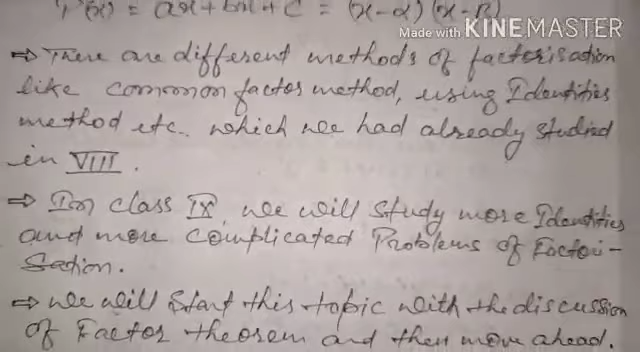 P(x) = ax + bx + C = (x-α) (x-β)
Made with KINEMASTER
⇒ There are different methods of factorisation
like common factor method, using Identities
method etc. which we had already studied
in VIII.
⇒ In class IX, we will study more Identities
and more complicated Problems of Factori-
sation.
⇒ we will start this topic with the discussion
of Factor theorem and then move ahead.